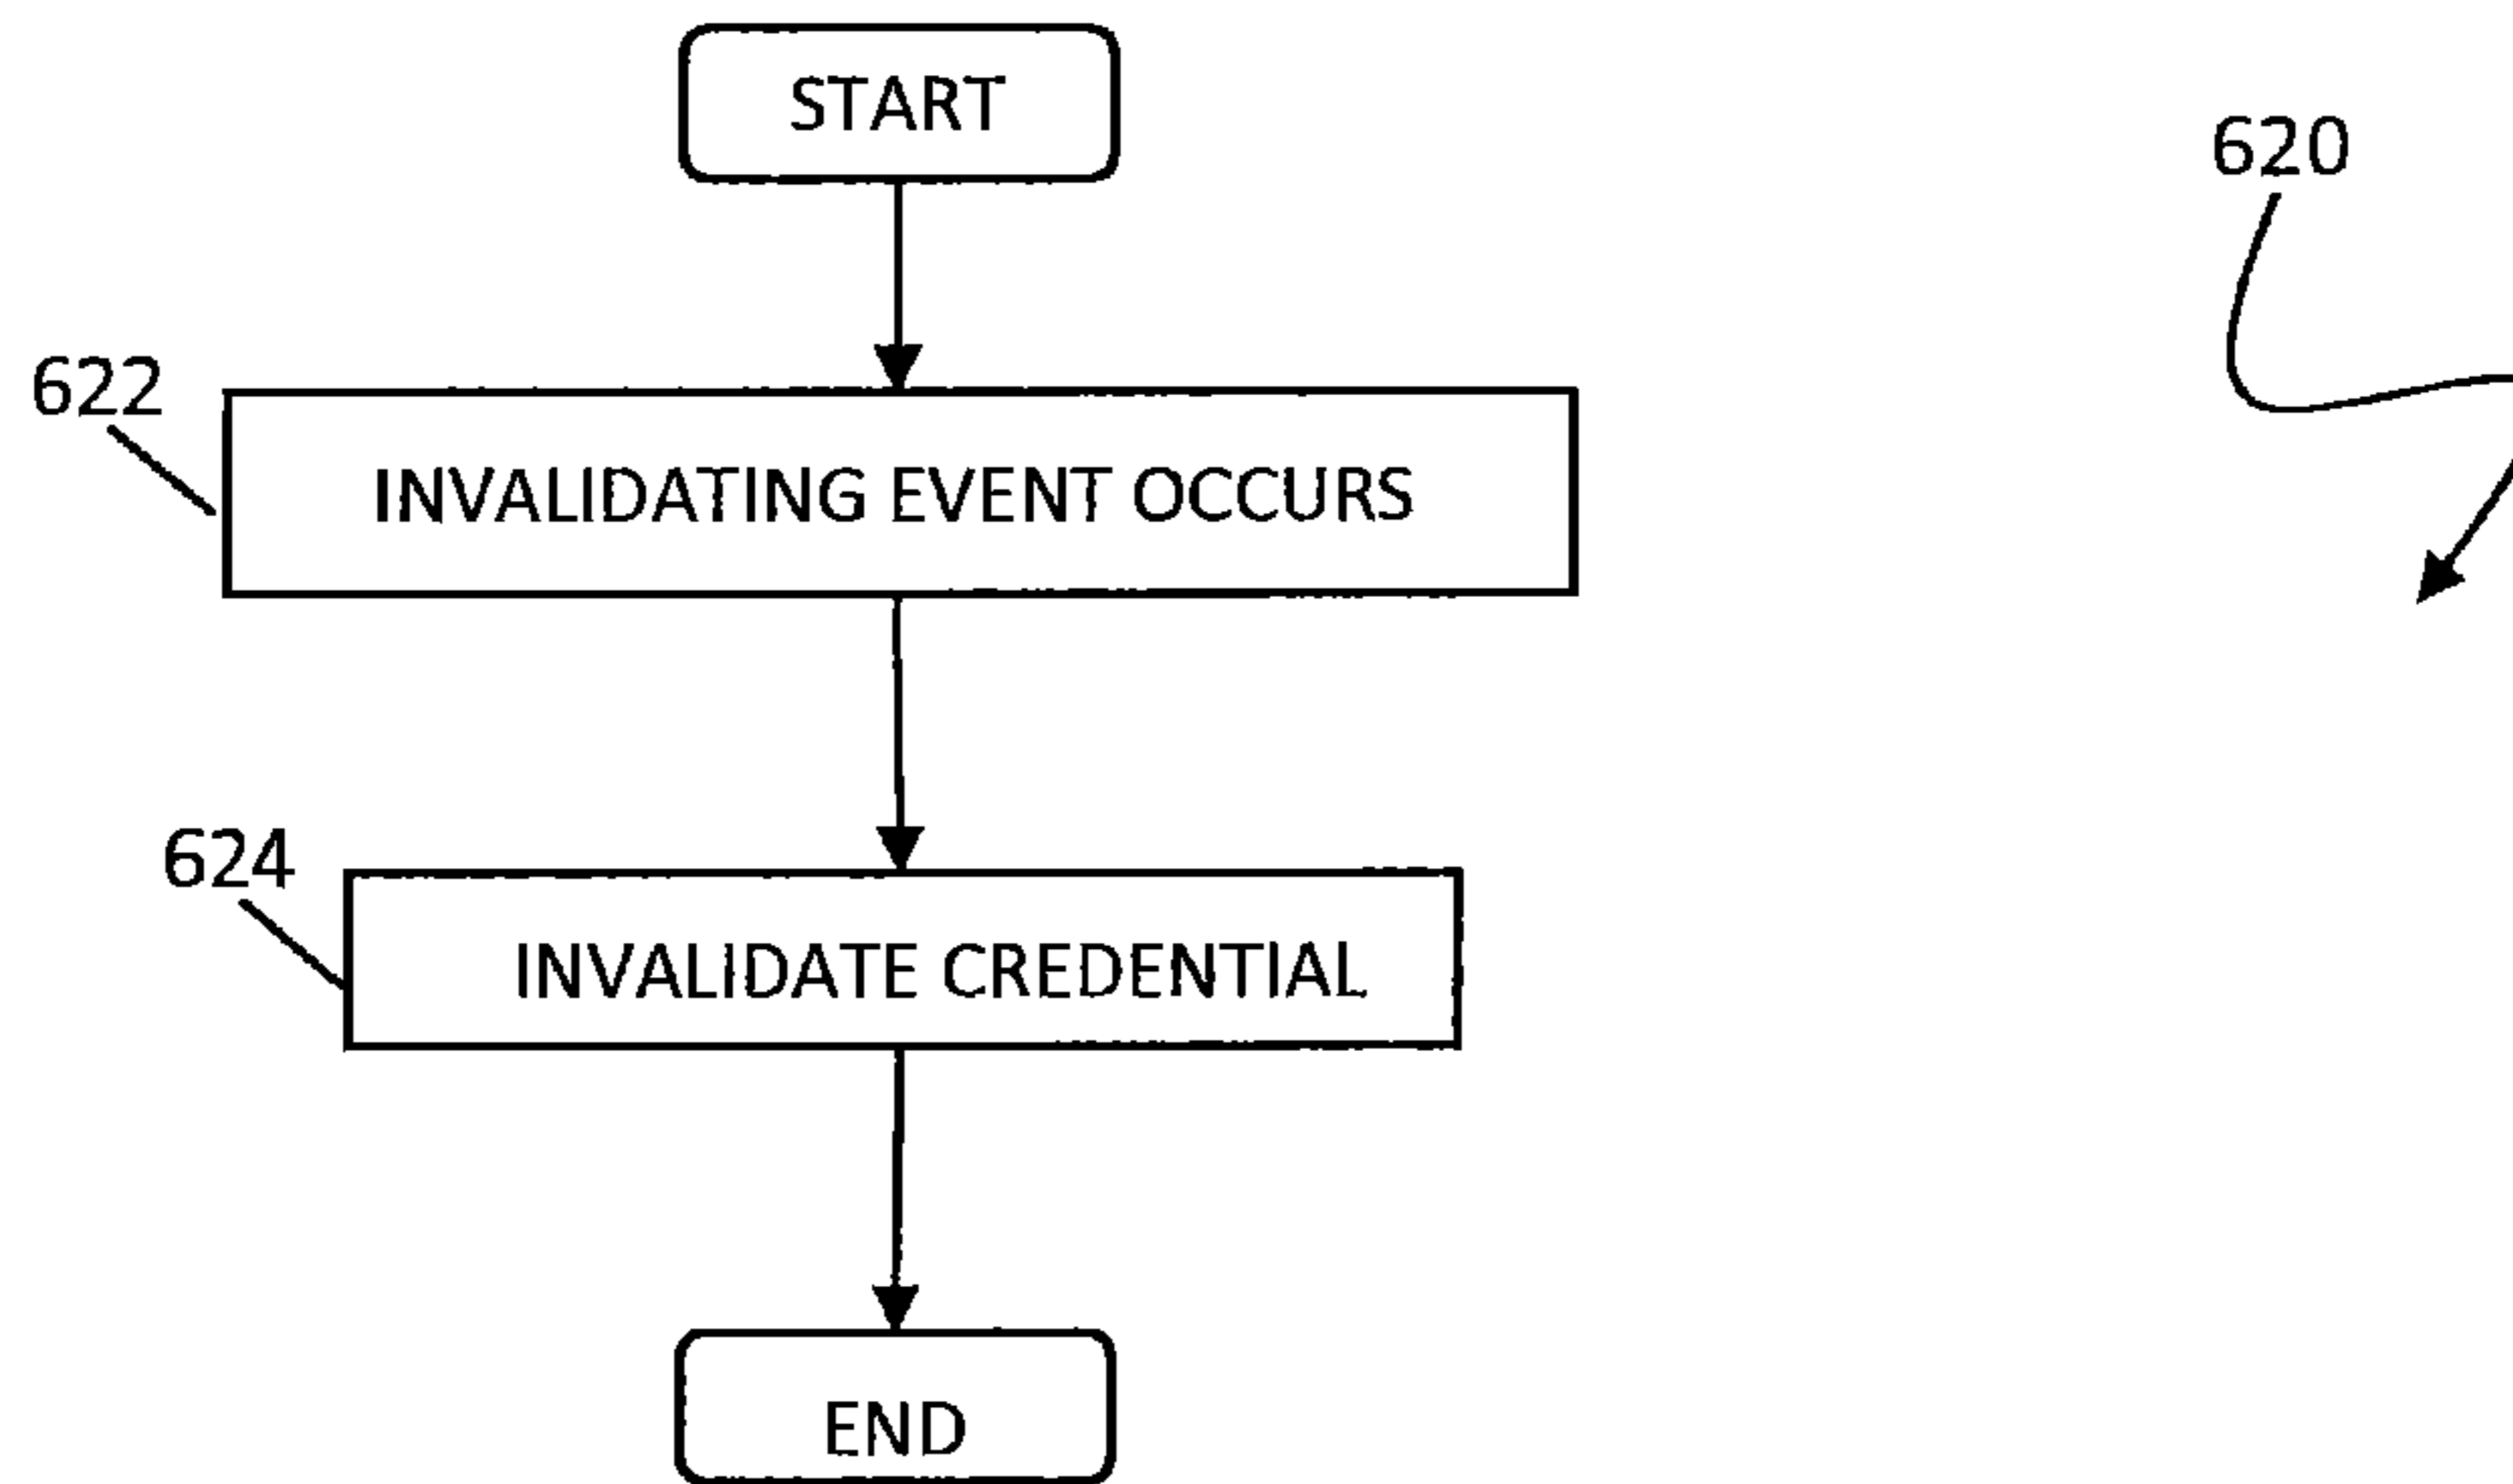 START
620
622
INVALIDATING EVENT OCCURS
624
INVALIDATE CREDENTIAL
END